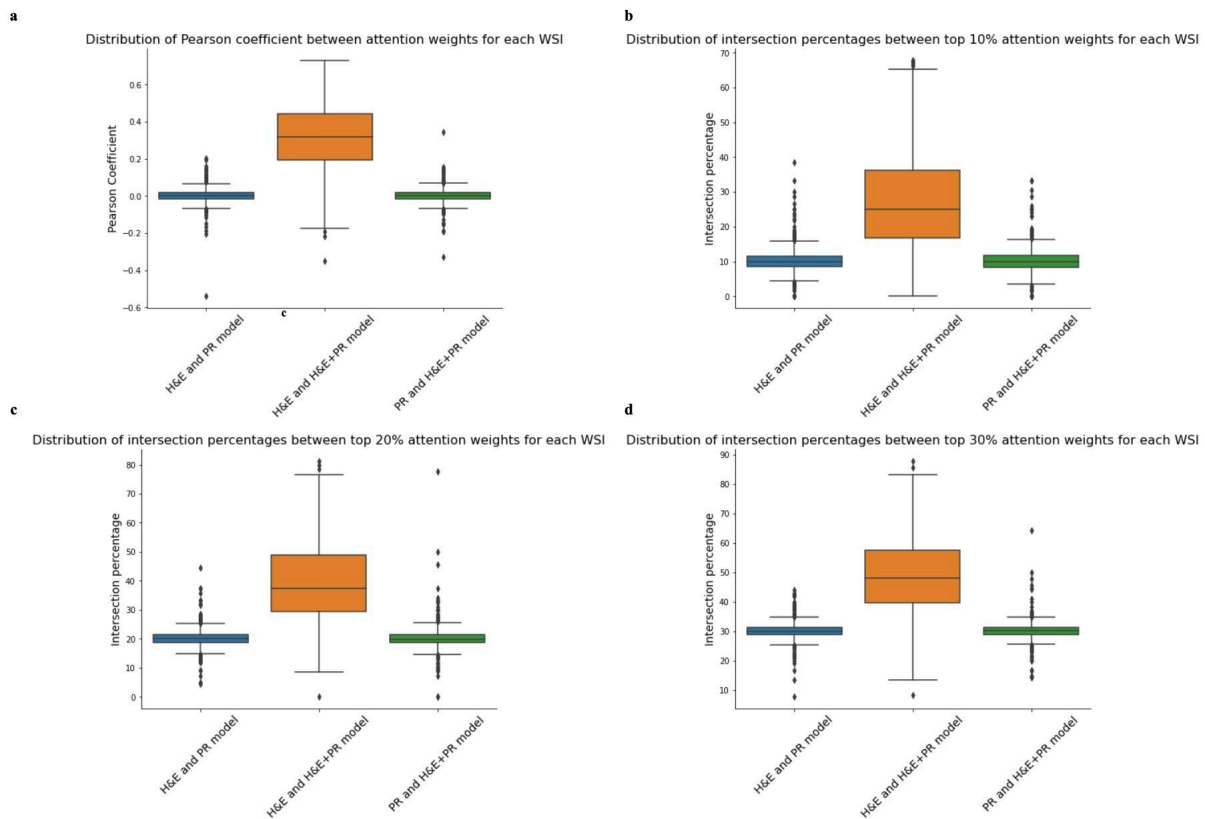 a
Distribution of Pearson coefficient between attention weights for each WSI
Pearson Coefficient
0.6
0.4
0.2
0.0
−0.2
−0.4
−0.6
c
H&E and PR model
H&E and H&E+PR model
PR and H&E+PR model
b
Distribution of intersection percentages between top 10% attention weights for each WSI
Intersection percentage
70
60
50
40
30
20
10
0
H&E and PR model
H&E and H&E+PR model
PR and H&E+PR model
c
Distribution of intersection percentages between top 20% attention weights for each WSI
Intersection percentage
80
70
60
50
40
30
20
10
0
H&E and PR model
H&E and H&E+PR model
PR and H&E+PR model
d
Distribution of intersection percentages between top 30% attention weights for each WSI
Intersection percentage
90
80
70
60
50
40
30
20
10
H&E and PR model
H&E and H&E+PR model
PR and H&E+PR model